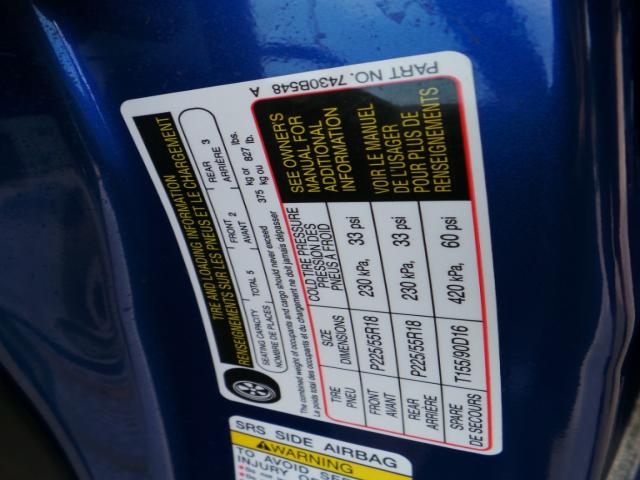 TIRE AND LOADING INFORMATION
RENSEIGNEMENTS SUR LES PNEUS ET LE CHARGEMENT
SEATING CAPACITY TOTAL 5 FRONT 2 REAR 3
NOMBRE DE PLACES AVANT ARRIÈRE
The combined weight of occupants and cargo should never exceed 375 kg or 827 lbs.
Le poids total des occupants et du chargement ne doit jamais dépasser kg ou lb.
TIRE SIZE COLD TIRE PRESSURE
PNEU DIMENSIONS PRESSION DES
PNEUS À FROID
FRONT P225/55R18 230 kPa, 33 psi
AVANT
REAR P225/55R18 230 kPa, 33 psi
ARRIÈRE
SPARE T155/90D16 420 kPa, 60 psi
DE SECOURS
SEE OWNERS
MANUAL FOR
ADDITIONAL
INFORMATION
VOIR LE MANUEL
DE L'USAGER
POUR PLUS DE
RENSEIGNEMENTS
PART NO. 7430B548 A
SRS SIDE AIRBAG
WARNING
TO AVOID
INJURY